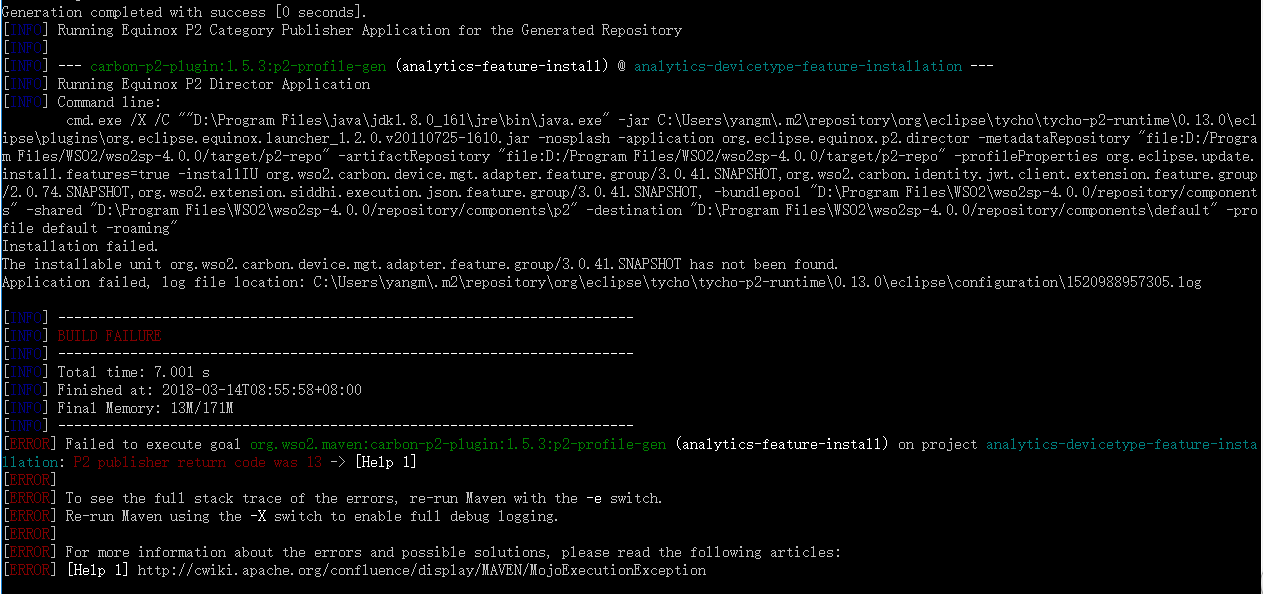 Generation completed with success [0 seconds].
[INFO] Running Equinox P2 Category Publisher Application for the Generated Repository
[INFO]
[INFO] --- carbon-p2-plugin:1.5.3:p2-profile-gen (analytics-feature-install) @ analytics-devicetype-feature-installation ---
[INFO] Running Equinox P2 Director Application
[INFO] Command line:
cmd.exe /X /C ""D:\Program Files\java\jdk1.8.0_161\jre\bin\java.exe" -jar C:\Users\yangm\.m2\repository\org\eclipse\tycho\tycho-p2-runtime\0.13.0\ecl
ipse\plugins\org.eclipse.equinox.launcher_1.2.0.v20110725-1610.jar -nosplash -application org.eclipse.equinox.p2.director -metadataRepository "file:D:/Progra
m Files/WSO2/wso2sp-4.0.0/target/p2-repo" -artifactRepository "file:D:/Program Files/WSO2/wso2sp-4.0.0/target/p2-repo" -profileProperties org.eclipse.update.
install.features=true -installIU org.wso2.carbon.device.mgt.adapter.feature.group/3.0.41.SNAPSHOT,org.wso2.carbon.identity.jwt.client.extension.feature.group
/2.0.74.SNAPSHOT,org.wso2.extension.siddhi.execution.json.feature.group/3.0.41.SNAPSHOT, -bundlepool "D:\Program Files\WSO2\wso2sp-4.0.0/repository/component
s" -shared "D:\Program Files\WSO2\wso2sp-4.0.0/repository/components\p2" -destination "D:\Program Files\WSO2\wso2sp-4.0.0/repository/components\default" -pro
file default -roaming"
Installation failed.
The installable unit org.wso2.carbon.device.mgt.adapter.feature.group/3.0.41.SNAPSHOT has not been found.
Application failed, log file location: C:\Users\yangm\.m2\repository\org\eclipse\tycho\tycho-p2-runtime\0.13.0\eclipse\configuration\1520988957305.log
[INFO] ------------------------------------------------------------------------
[INFO] BUILD FAILURE
[INFO] ------------------------------------------------------------------------
[INFO] Total time: 7.001 s
[INFO] Finished at: 2018-03-14T08:55:58+08:00
[INFO] Final Memory: 13M/171M
[INFO] ------------------------------------------------------------------------
[ERROR] Failed to execute goal org.wso2.maven:carbon-p2-plugin:1.5.3:p2-profile-gen (analytics-feature-install) on project analytics-devicetype-feature-insta
llation: P2 publisher return code was 13 -> [Help 1]
[ERROR]
[ERROR] To see the full stack trace of the errors, re-run Maven with the -e switch.
[ERROR] Re-run Maven using the -X switch to enable full debug logging.
[ERROR]
[ERROR] For more information about the errors and possible solutions, please read the following articles:
[ERROR] [Help 1] http://cwiki.apache.org/confluence/display/MAVEN/MojoExecutionException